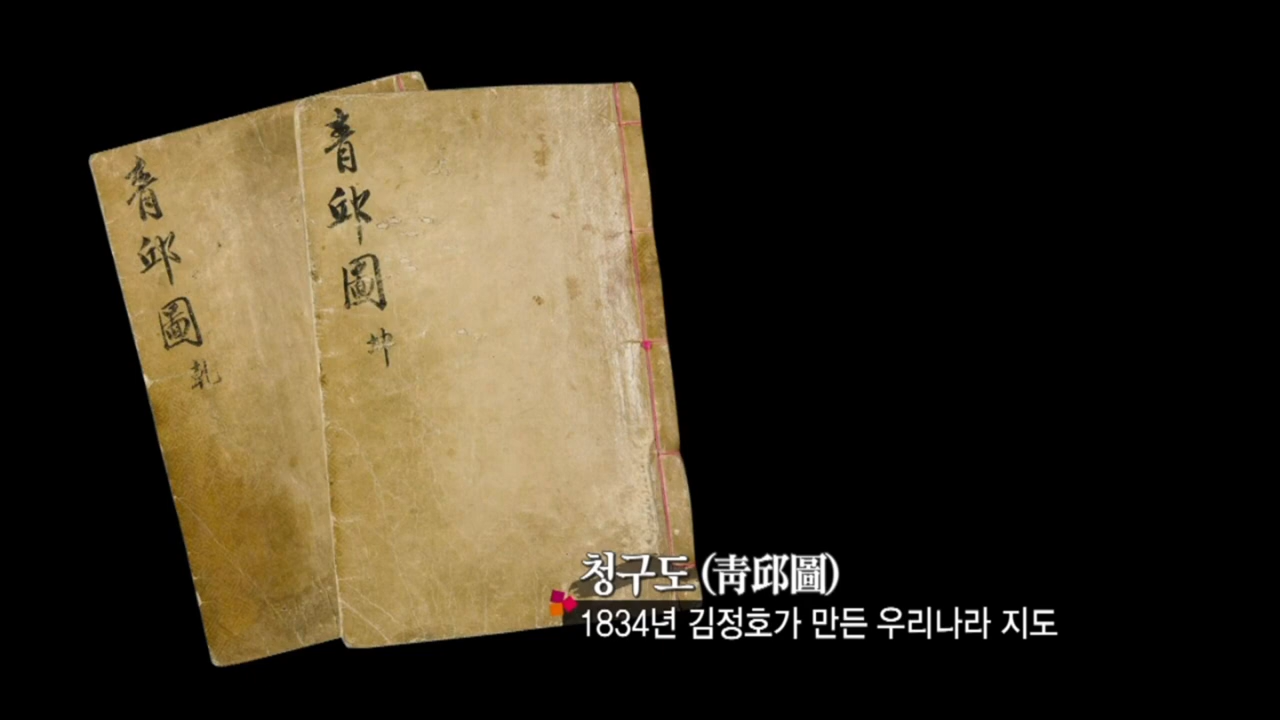 青邱圖 乾
青邱圖 坤
청구도 (靑邱圖)
1834년 김정호가 만든 우리나라 지도